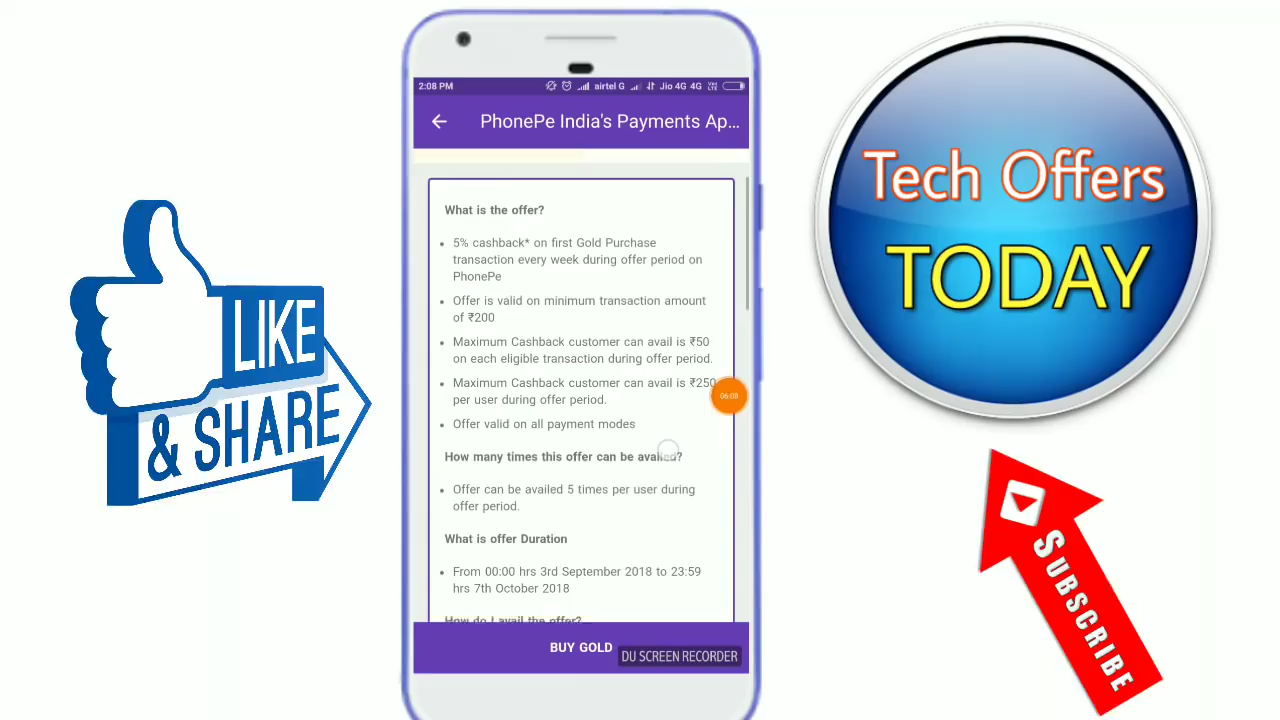 LIKE
& SHARE
2:08 PM airtel G Jio 4G 4G
PhonePe India's Payments Ap...
What is the offer?
• 5% cashback* on first Gold Purchase
transaction every week during offer period on
PhonePe
• Offer is valid on minimum transaction amount
of ₹200
• Maximum Cashback customer can avail is ₹50
on each eligible transaction during offer period.
• Maximum Cashback customer can avail is ₹250
per user during offer period.
• Offer valid on all payment modes
How many times this offer can be availed?
• Offer can be availed 5 times per user during
offer period.
What is offer Duration
• From 00:00 hrs 3rd September 2018 to 23:59
hrs 7th October 2018
How do I avail the offer?
BUY GOLD
DU SCREEN RECORDER
Tech Offers
TODAY
SUBSCRIBE